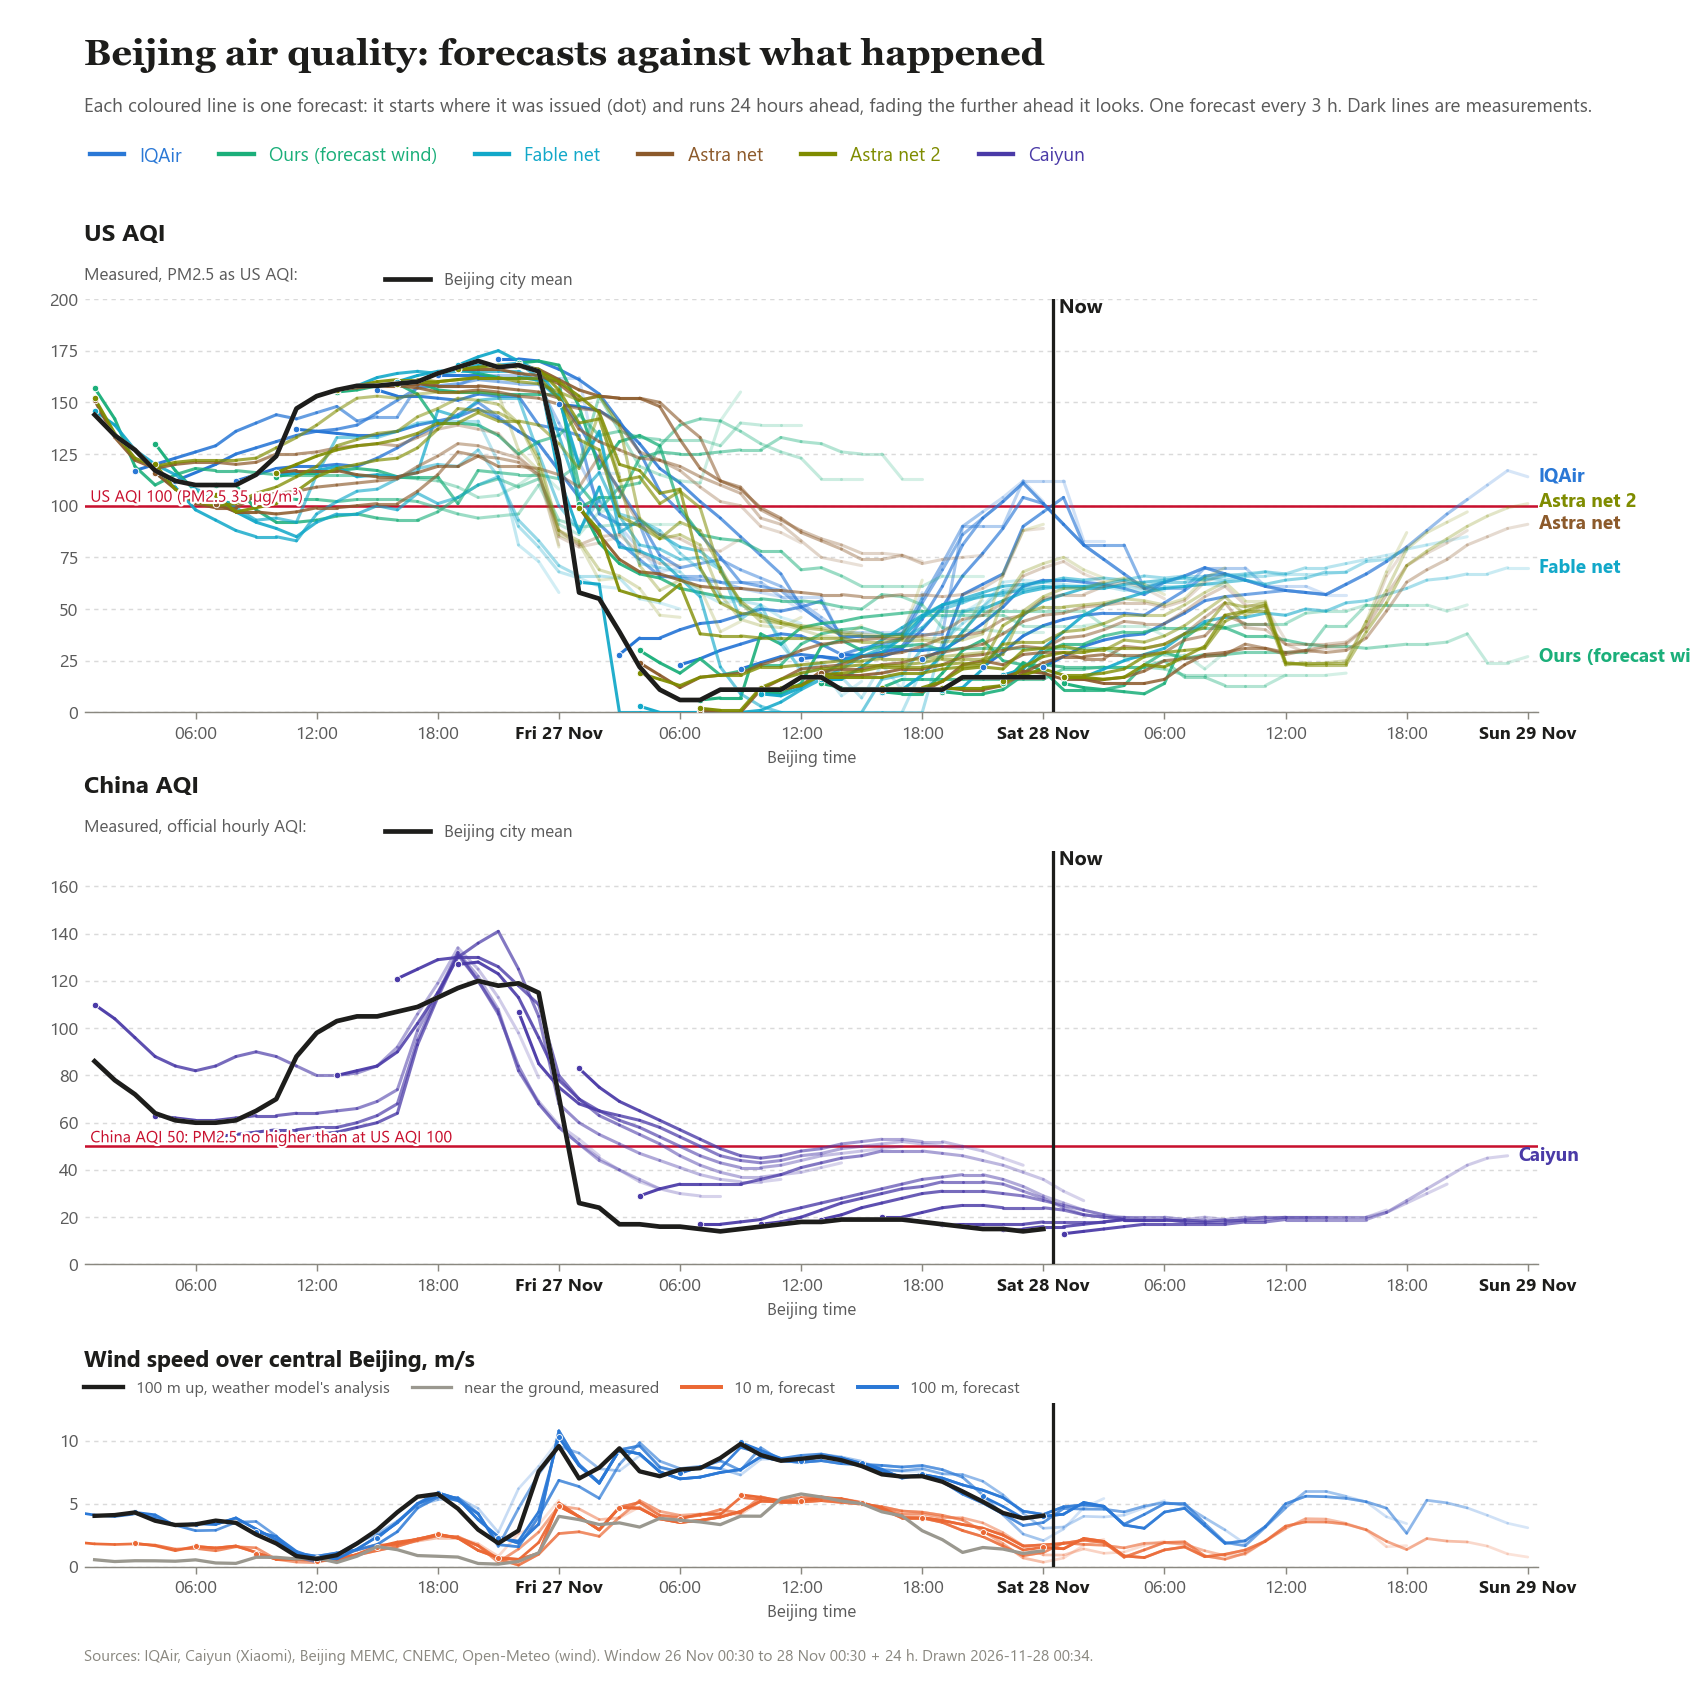 Beijing air quality: forecasts against what happened
Each coloured line is one forecast: it starts where it was issued (dot) and runs 24 hours ahead, fading the further ahead it looks. One forecast every 3 h. Dark lines are measurements.
IQAir Ours (forecast wind) Fable net Astra net Astra net 2 Caiyun
US AQI
Measured, PM2.5 as US AQI: Beijing city mean
200
Now
175
150
125
IQAir
US AQI 100 (PM2.5 35 µg/m³)
100
Astra net 2
Astra net
75
Fable net
50
25
Ours (forecast wi
0
06:00 12:00 18:00 Fri 27 Nov 06:00 12:00 18:00 Sat 28 Nov 06:00 12:00 18:00 Sun 29 Nov
Beijing time
China AQI
Measured, official hourly AQI: Beijing city mean
Now
160
140
120
100
80
60
China AQI 50: PM2.5 no higher than at US AQI 100
Caiyun
40
20
0
06:00 12:00 18:00 Fri 27 Nov 06:00 12:00 18:00 Sat 28 Nov 06:00 12:00 18:00 Sun 29 Nov
Beijing time
Wind speed over central Beijing, m/s
100 m up, weather model's analysis near the ground, measured 10 m, forecast 100 m, forecast
10
5
0
06:00 12:00 18:00 Fri 27 Nov 06:00 12:00 18:00 Sat 28 Nov 06:00 12:00 18:00 Sun 29 Nov
Beijing time
Sources: IQAir, Caiyun (Xiaomi), Beijing MEMC, CNEMC, Open-Meteo (wind). Window 26 Nov 00:30 to 28 Nov 00:30 + 24 h. Drawn 2026-11-28 00:34.